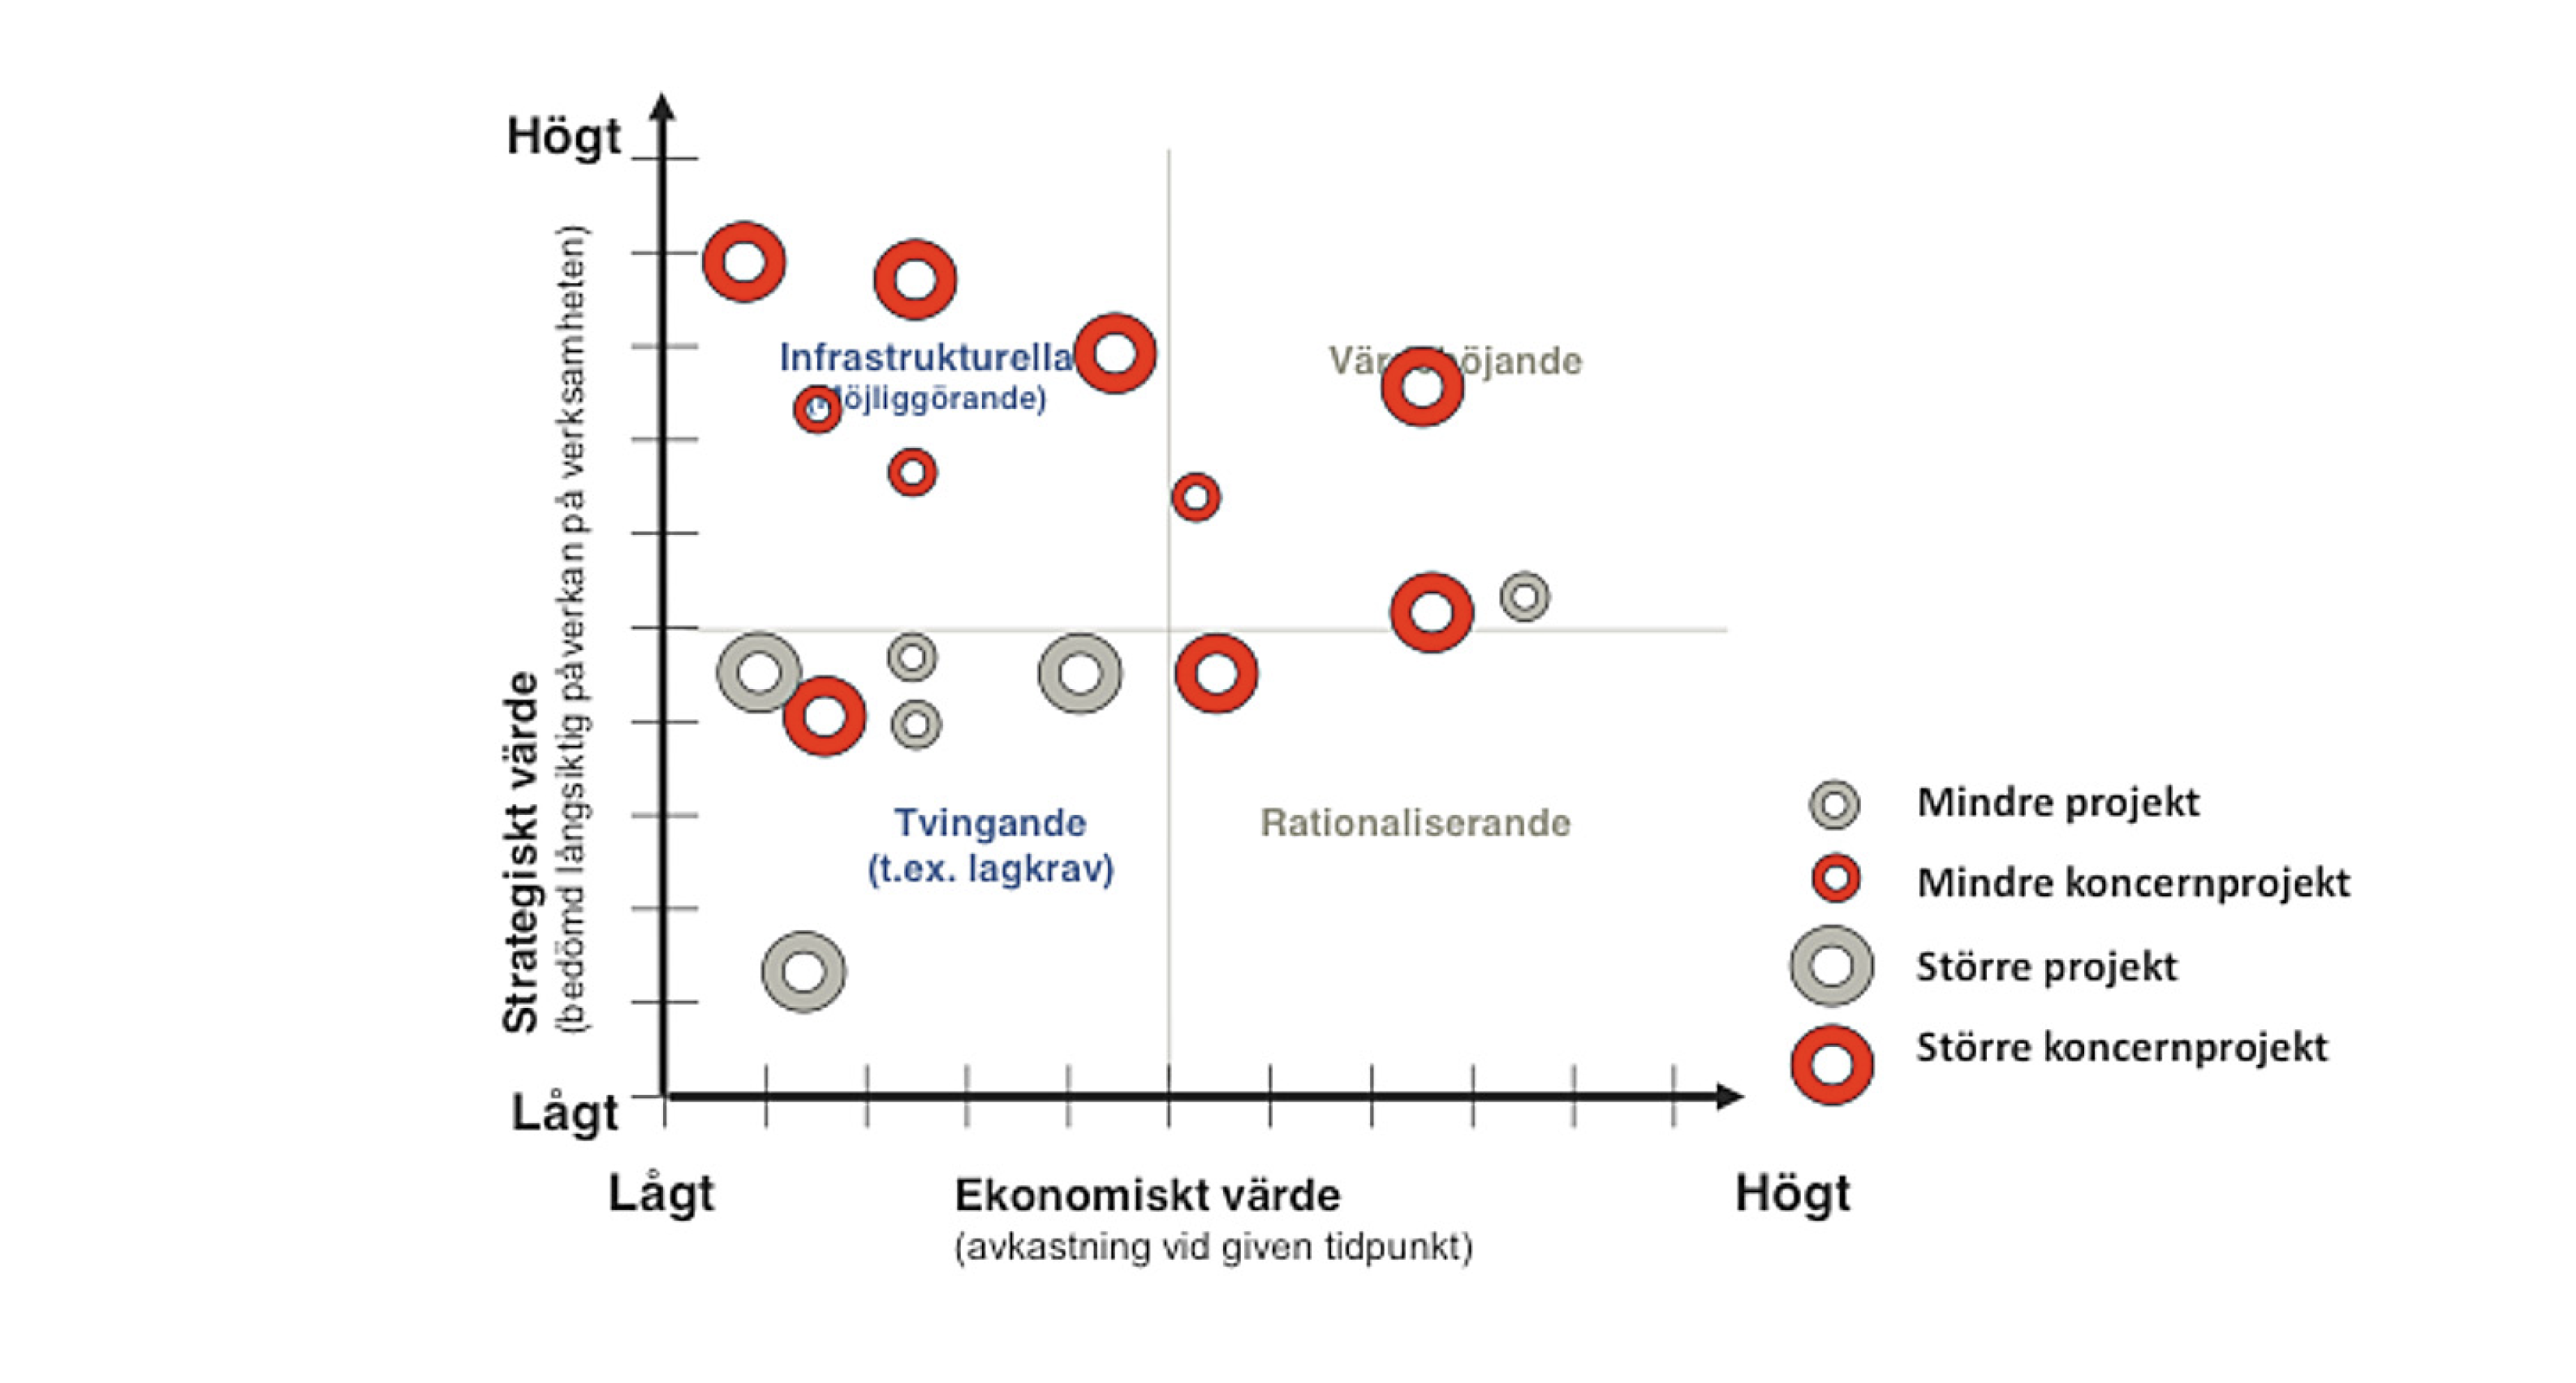 Högt
Strategiskt värde
(bedömd långsiktig påverkan på verksamheten)
Infrastrukturella
Lågt
Tvingande
(t.ex. lagkrav)
Rationaliserande
Lågt
Ekonomiskt värde
(avkastning vid given tidpunkt)
Högt
Mindre projekt
Mindre koncernprojekt
Större projekt
Större koncernprojekt